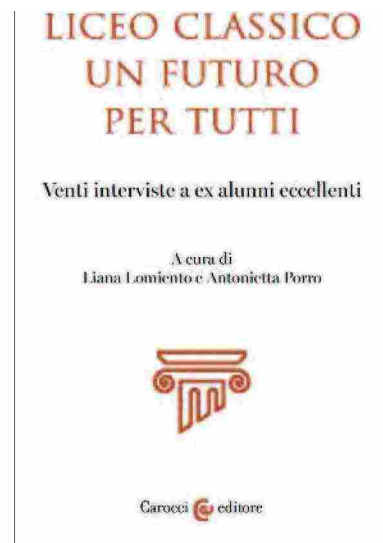 LICEO CLASSICO
UN FUTURO
PER TUTTI
Venti interviste a ex alunni eccellenti
A cura di
Liana Lomiento e Antonietta Porro
Carocci editore